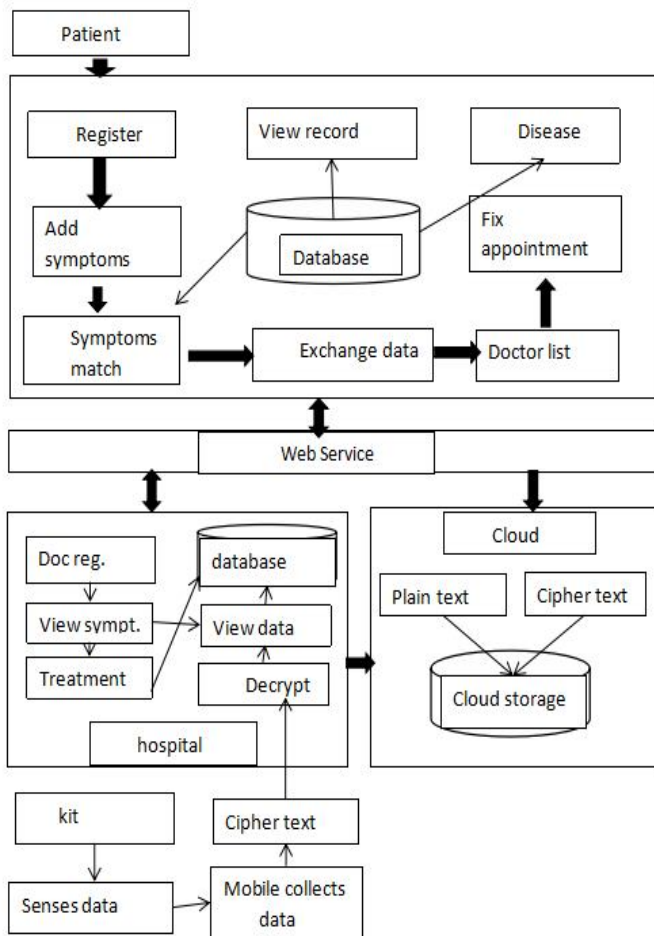 Patient
Register
View record
Disease
Add
symptoms
Database
Fix
appointment
Symptoms
match
Exchange data
Doctor list
Web Service
Doc reg.
database
Cloud
View sympt.
View data
Plain text
Cipher text
Treatment
Decrypt
Cloud storage
hospital
kit
Cipher text
Senses data
Mobile collects
data